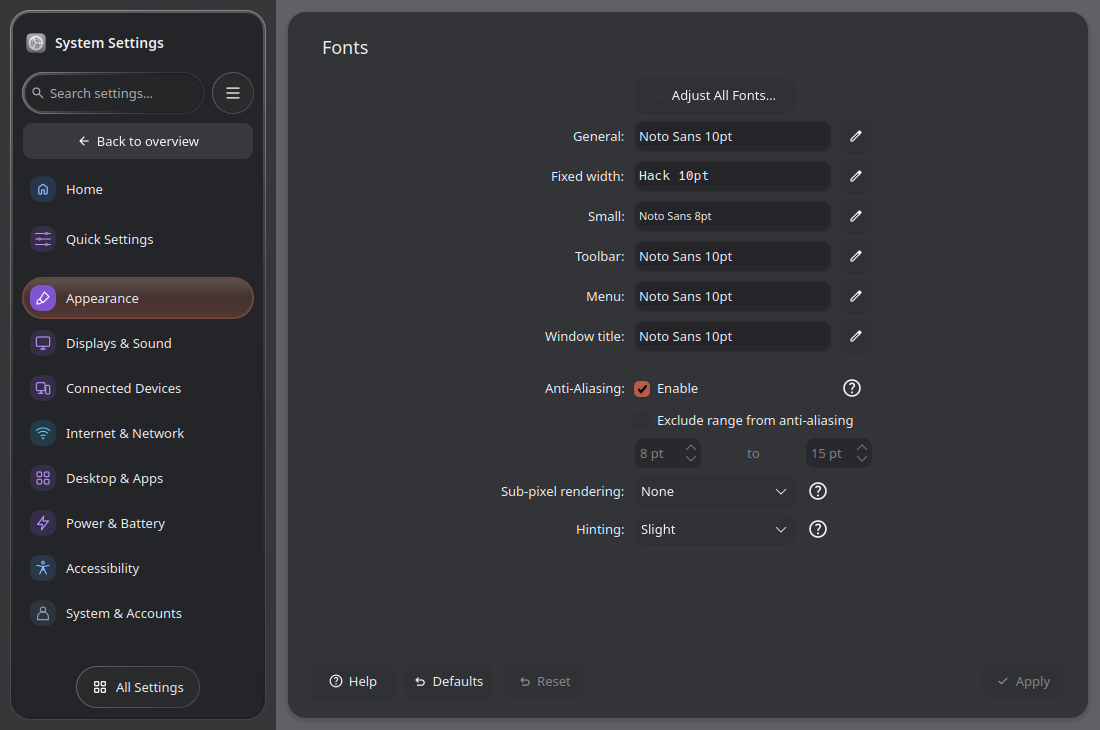 System Settings
Search settings...
Back to overview
Home
Quick Settings
Appearance
Displays & Sound
Connected Devices
Internet & Network
Desktop & Apps
Power & Battery
Accessibility
System & Accounts
All Settings
Fonts
Adjust All Fonts...
General: Noto Sans 10pt
Fixed width: Hack 10pt
Small: Noto Sans 8pt
Toolbar: Noto Sans 10pt
Menu: Noto Sans 10pt
Window title: Noto Sans 10pt
Anti-Aliasing: Enable
Exclude range from anti-aliasing
8 pt to 15 pt
Sub-pixel rendering: None
Hinting: Slight
Help Defaults Reset Apply